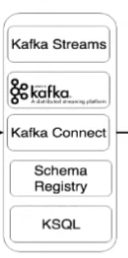 Kafka Streams
kafka
A distributed streaming platform
Kafka Connect
Schema
Registry
KSQL